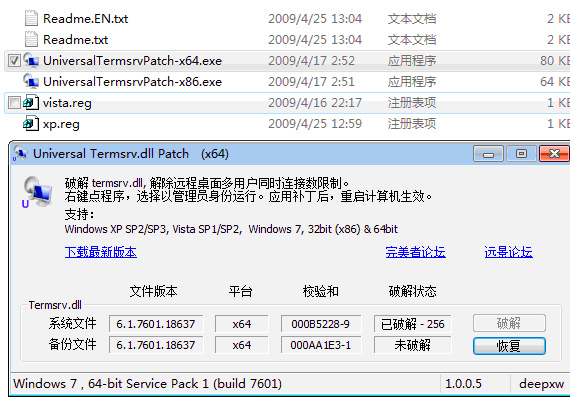 Readme.EN.txt 2009/4/25 13:04 文本文档 2 KE
Readme.txt 2009/4/25 13:04 文本文档 2 KE
UniversalTermsrvPatch-x64.exe 2009/4/17 2:52 应用程序 80 KE
UniversalTermsrvPatch-x86.exe 2009/4/17 2:51 应用程序 64 KE
vista.reg 2009/4/16 22:17 注册表项 1 KE
xp.reg 2009/4/25 12:59 注册表项 1 KE
Universal Termsrv.dll Patch (x64)
U
破解 termsrv.dll, 解除远程桌面多用户同时连接数限制。
右键点程序，选择以管理员身份运行。应用补丁后，重启计算机生效。
支持：
Windows XP SP2/SP3, Vista SP1/SP2, Windows 7, 32bit (x86) & 64bit
下载最新版本 完美者论坛 远景论坛
文件版本 平台 校验和 破解状态
Termsrv.dll
系统文件 6.1.7601.18637 x64 000B5228-9 已破解 - 256 破解
备份文件 6.1.7601.18637 x64 000AA1E3-1 未破解 恢复
Windows 7 , 64-bit Service Pack 1 (build 7601) 1.0.0.5 deepxw